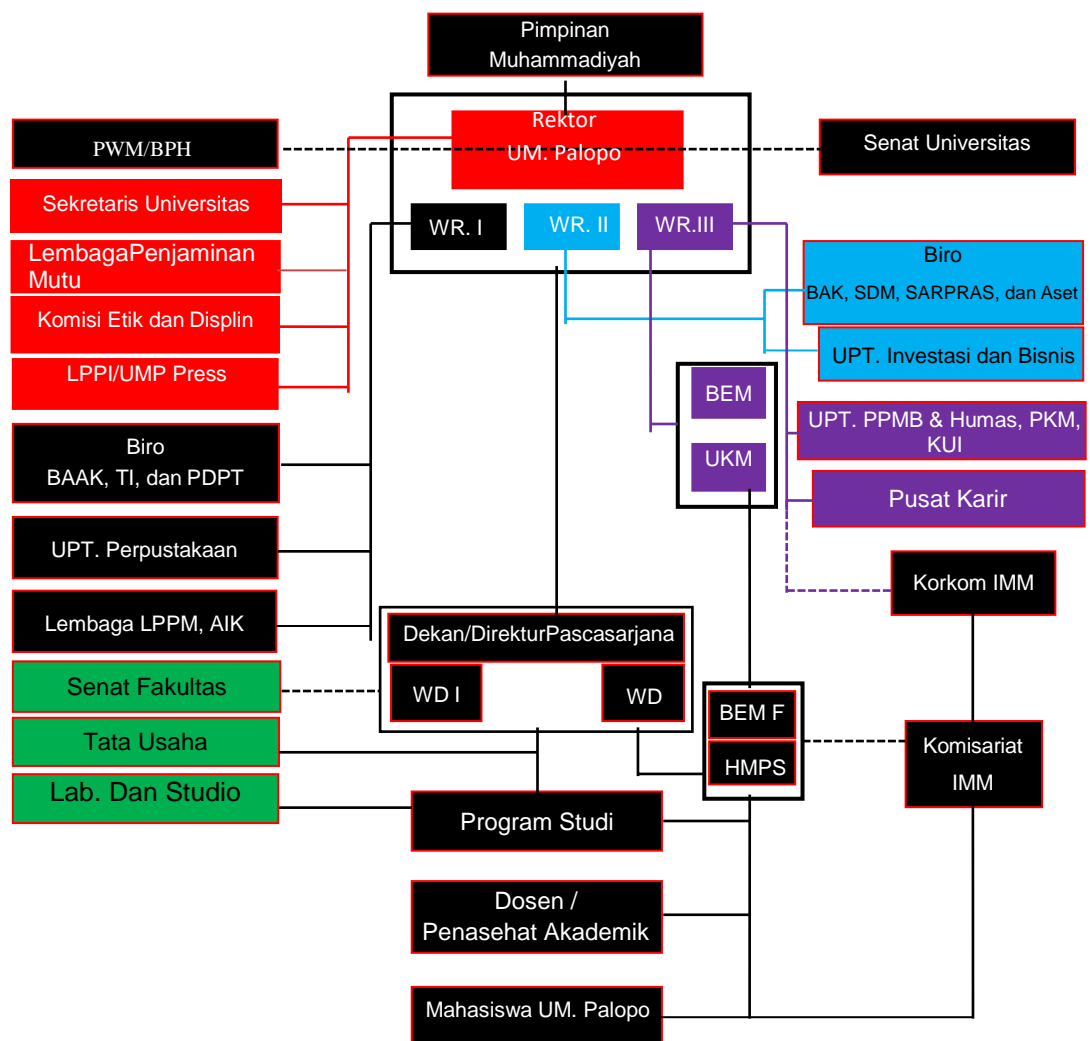 Pimpinan
Muhammadiyah
Rektor
UM. Palopo
PWM/BPH
Senat Universitas
Sekretaris Universitas
WR. I
WR. II
WR.III
LembagaPenjaminan
Mutu
Biro
BAK, SDM, SARPRAS, dan Aset
Komisi Etik dan Displin
UPT. Investasi dan Bisnis
LPPI/UMP Press
BEM
UPT. PPMB & Humas, PKM,
KUI
Biro
BAAK, TI, dan PDPT
UKM
Pusat Karir
UPT. Perpustakaan
Korkom IMM
Lembaga LPPM, AIK
Dekan/DirekturPascasarjana
Senat Fakultas
WD I
WD
BEM F
Tata Usaha
Komisariat
IMM
HMPS
Lab. Dan Studio
Program Studi
Dosen /
Penasehat Akademik
Mahasiswa UM. Palopo